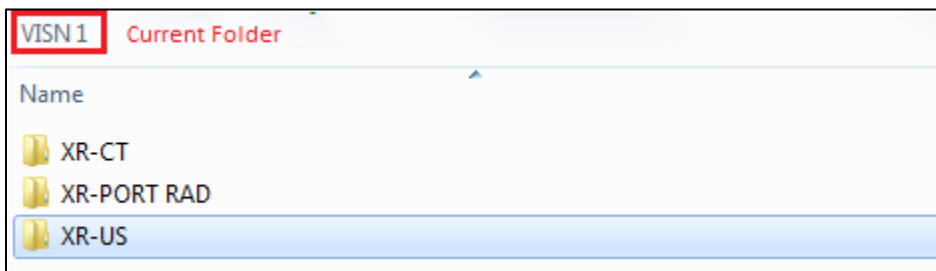 VISN 1 Current Folder
Name
XR-CT
XR-PORT RAD
XR-US